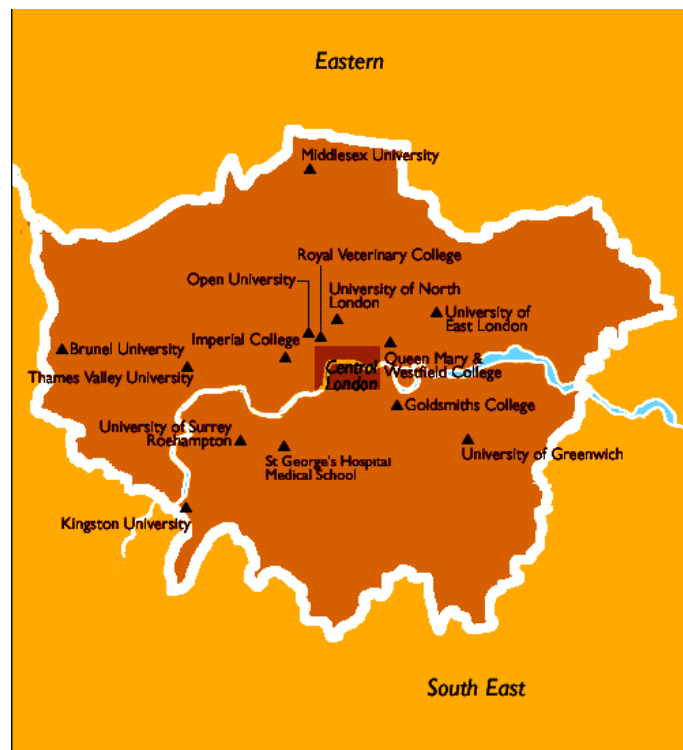 Eastern
Middlesex University
Royal Veterinary College
Open University
University of North
London
University of
East London
Imperial College
Brunel University
Queen Mary &
Westfield College
Thames Valley University
Central
London
Goldsmiths College
University of Surrey
Roehampton
St George's Hospital
Medical School
University of Greenwich
Kingston University
South East